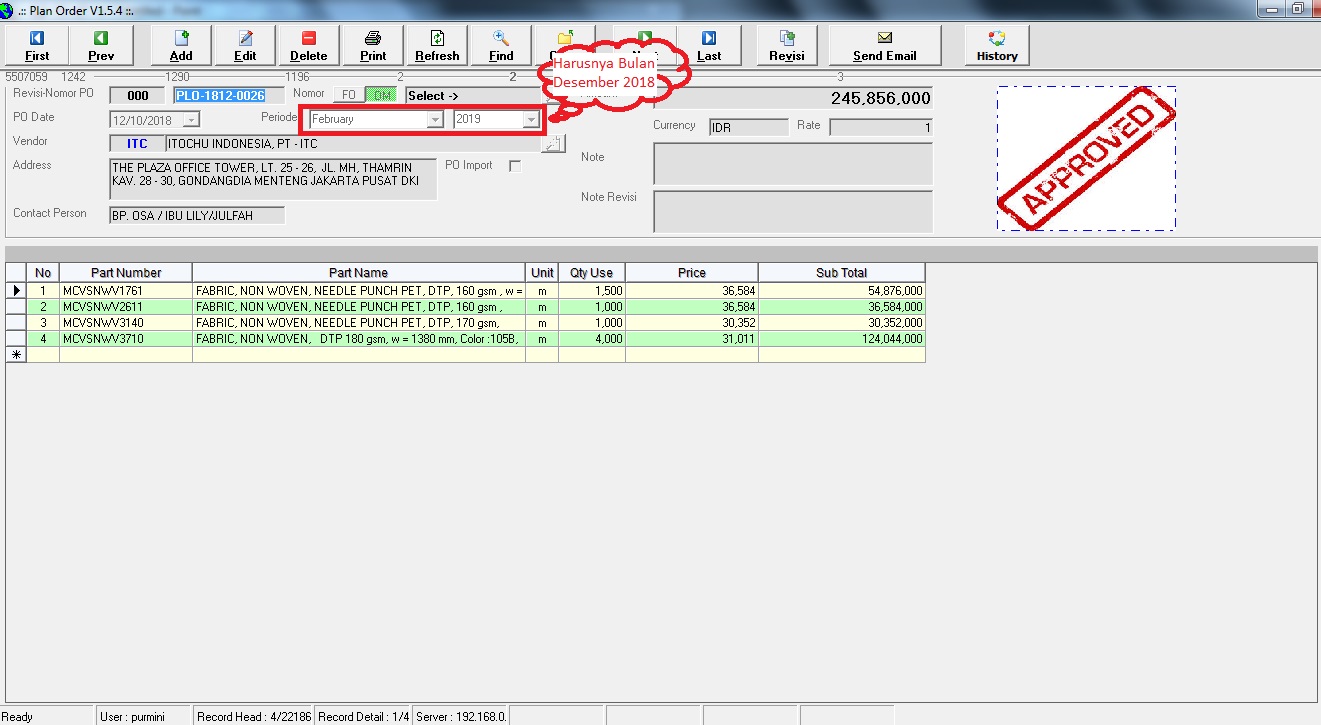 .:: Plan Order V1.5.4 ::.
First Prev Add Edit Delete Print Refresh Find Last Revisi Send Email History
5507059 1242 1290 1196 2 2 3
Harusnya Bulan
Desember 2018
Revisi-Nomor PO 000 PLO-1812-0026 Nomor FO OM Select ->
245,856,000
PO Date 12/10/2018 Periode February 2019
Currency IDR Rate 1
Vendor ITC ITOCHU INDONESIA, PT - ITC
Address THE PLAZA OFFICE TOWER, LT. 25 - 26, JL. MH, THAMRIN
KAV. 28 - 30, GONDANGDIA MENTENG JAKARTA PUSAT DKI
PO Import
Note
Note Revisi
Contact Person BP. OSA / IBU LILY/JULFAH
APPROVED
No Part Number Part Name Unit Qty Use Price Sub Total
1 MCVSNWV1761 FABRIC, NON WOVEN, NEEDLE PUNCH PET, DTP, 160 gsm , w = m 1,500 36,584 54,876,000
2 MCVSNWV2611 FABRIC, NON WOVEN, NEEDLE PUNCH PET, DTP, 160 gsm , m 1,000 36,584 36,584,000
3 MCVSNWV3140 FABRIC, NON WOVEN, NEEDLE PUNCH PET, DTP, 170 gsm, m 1,000 30,352 30,352,000
4 MCVSNWV3710 FABRIC, NON WOVEN, DTP 180 gsm, w = 1380 mm, Color :105B, m 4,000 31,011 124,044,000
Ready User : purmini Record Head : 4/22186 Record Detail : 1/4 Server : 192.168.0.